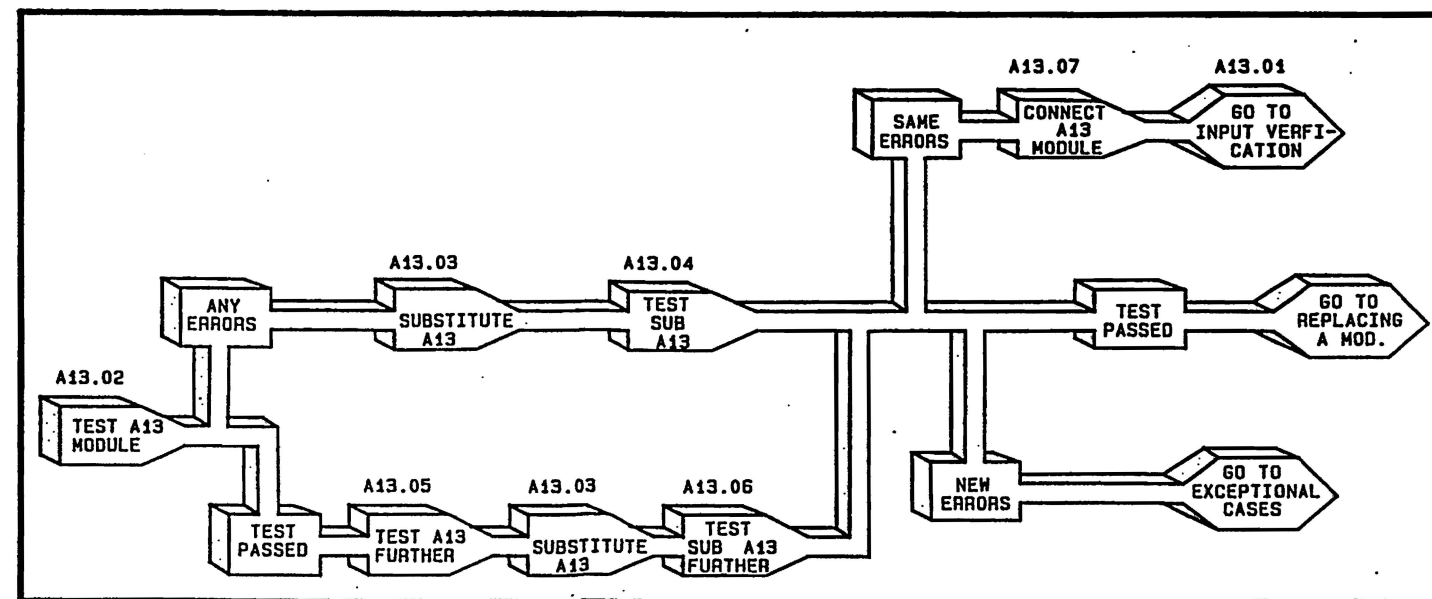 A13.07
A13.01
SAME
ERRORS
CONNECT
A13
MODULE
GO TO
INPUT VERFI-
CATION
A13.03
A13.04
ANY
ERRORS
SUBSTITUTE
A13
TEST
SUB
A13
TEST
PASSED
GO TO
REPLACING
A MOD.
A13.02
TEST A13
MODULE
A13.05
A13.03
A13.06
NEW
ERRORS
GO TO
EXCEPTIONAL
CASES
TEST
PASSED
TEST A13
FURTHER
SUBSTITUTE
A13
TEST
SUB A13
FURTHER